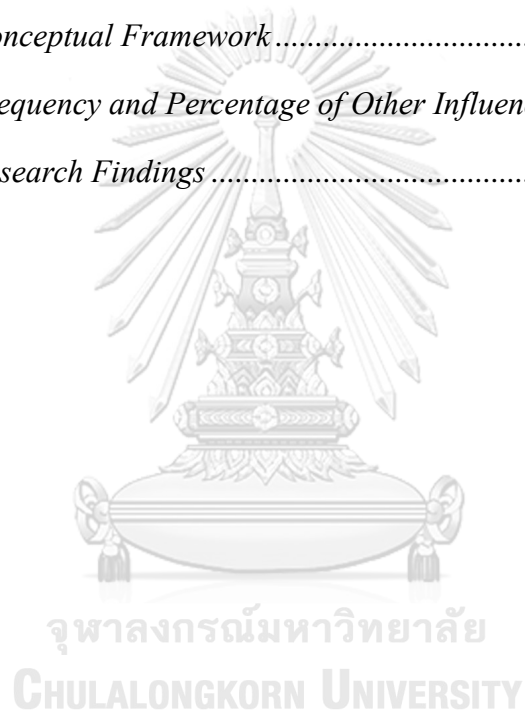 onceptual Framework
equency and Percentage of Other Influen
search Findings
จุฬาลงกรณ์มหาวิทยาลัย
CHULALONGKORN UNIVERSITY